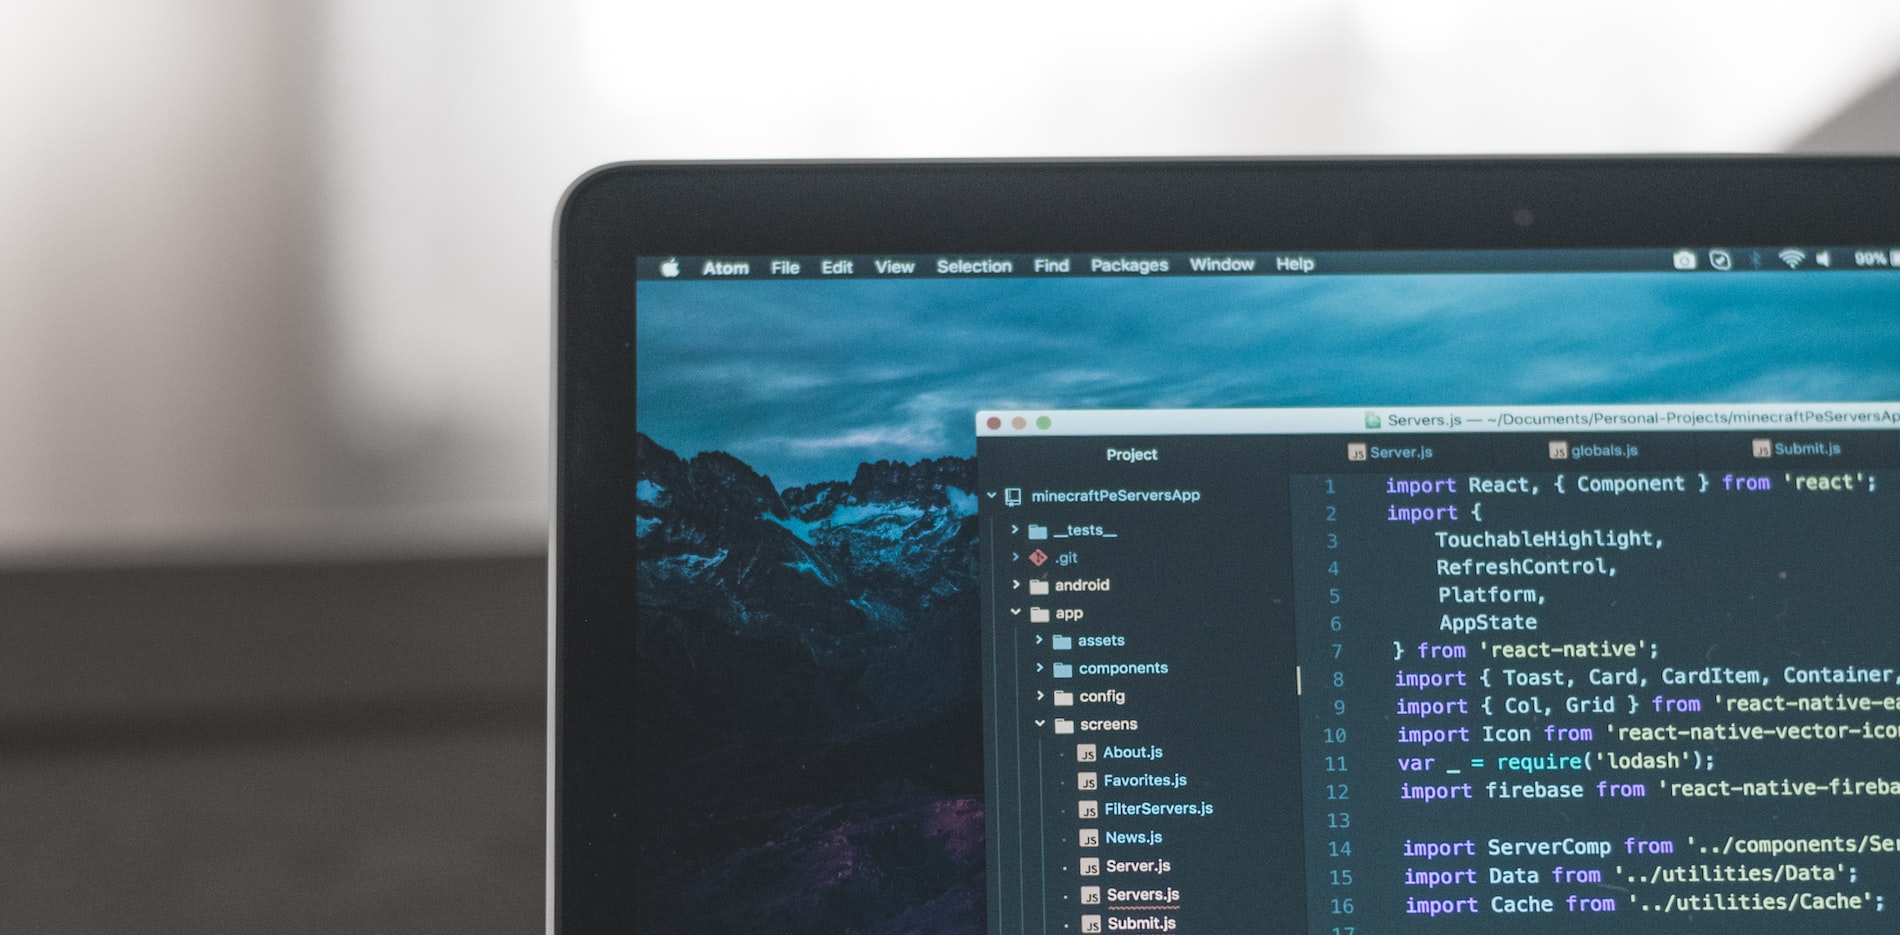 Atom File Edit View Selection Find Packages Window Help 99%
Servers.js — ~/Documents/Personal-Projects/minecraftPeServersAp
Project
minecraftPeServersApp
__tests__
.git
android
app
assets
components
config
screens
About.js
Favorites.js
FilterServers.js
News.js
Server.js
Servers.js
Submit.js
Server.js globals.js Submit.js
1 import React, { Component } from 'react';
2 import {
3 TouchableHighlight,
4 RefreshControl,
5 Platform,
6 AppState
7 } from 'react-native';
8 import { Toast, Card, CardItem, Container,
9 import { Col, Grid } from 'react-native-ea
10 import Icon from 'react-native-vector-ico
11 var _ = require('lodash');
12 import firebase from 'react-native-fireba
13
14 import ServerComp from '../components/Ser
15 import Data from '../utilities/Data';
16 import Cache from '../utilities/Cache';
17